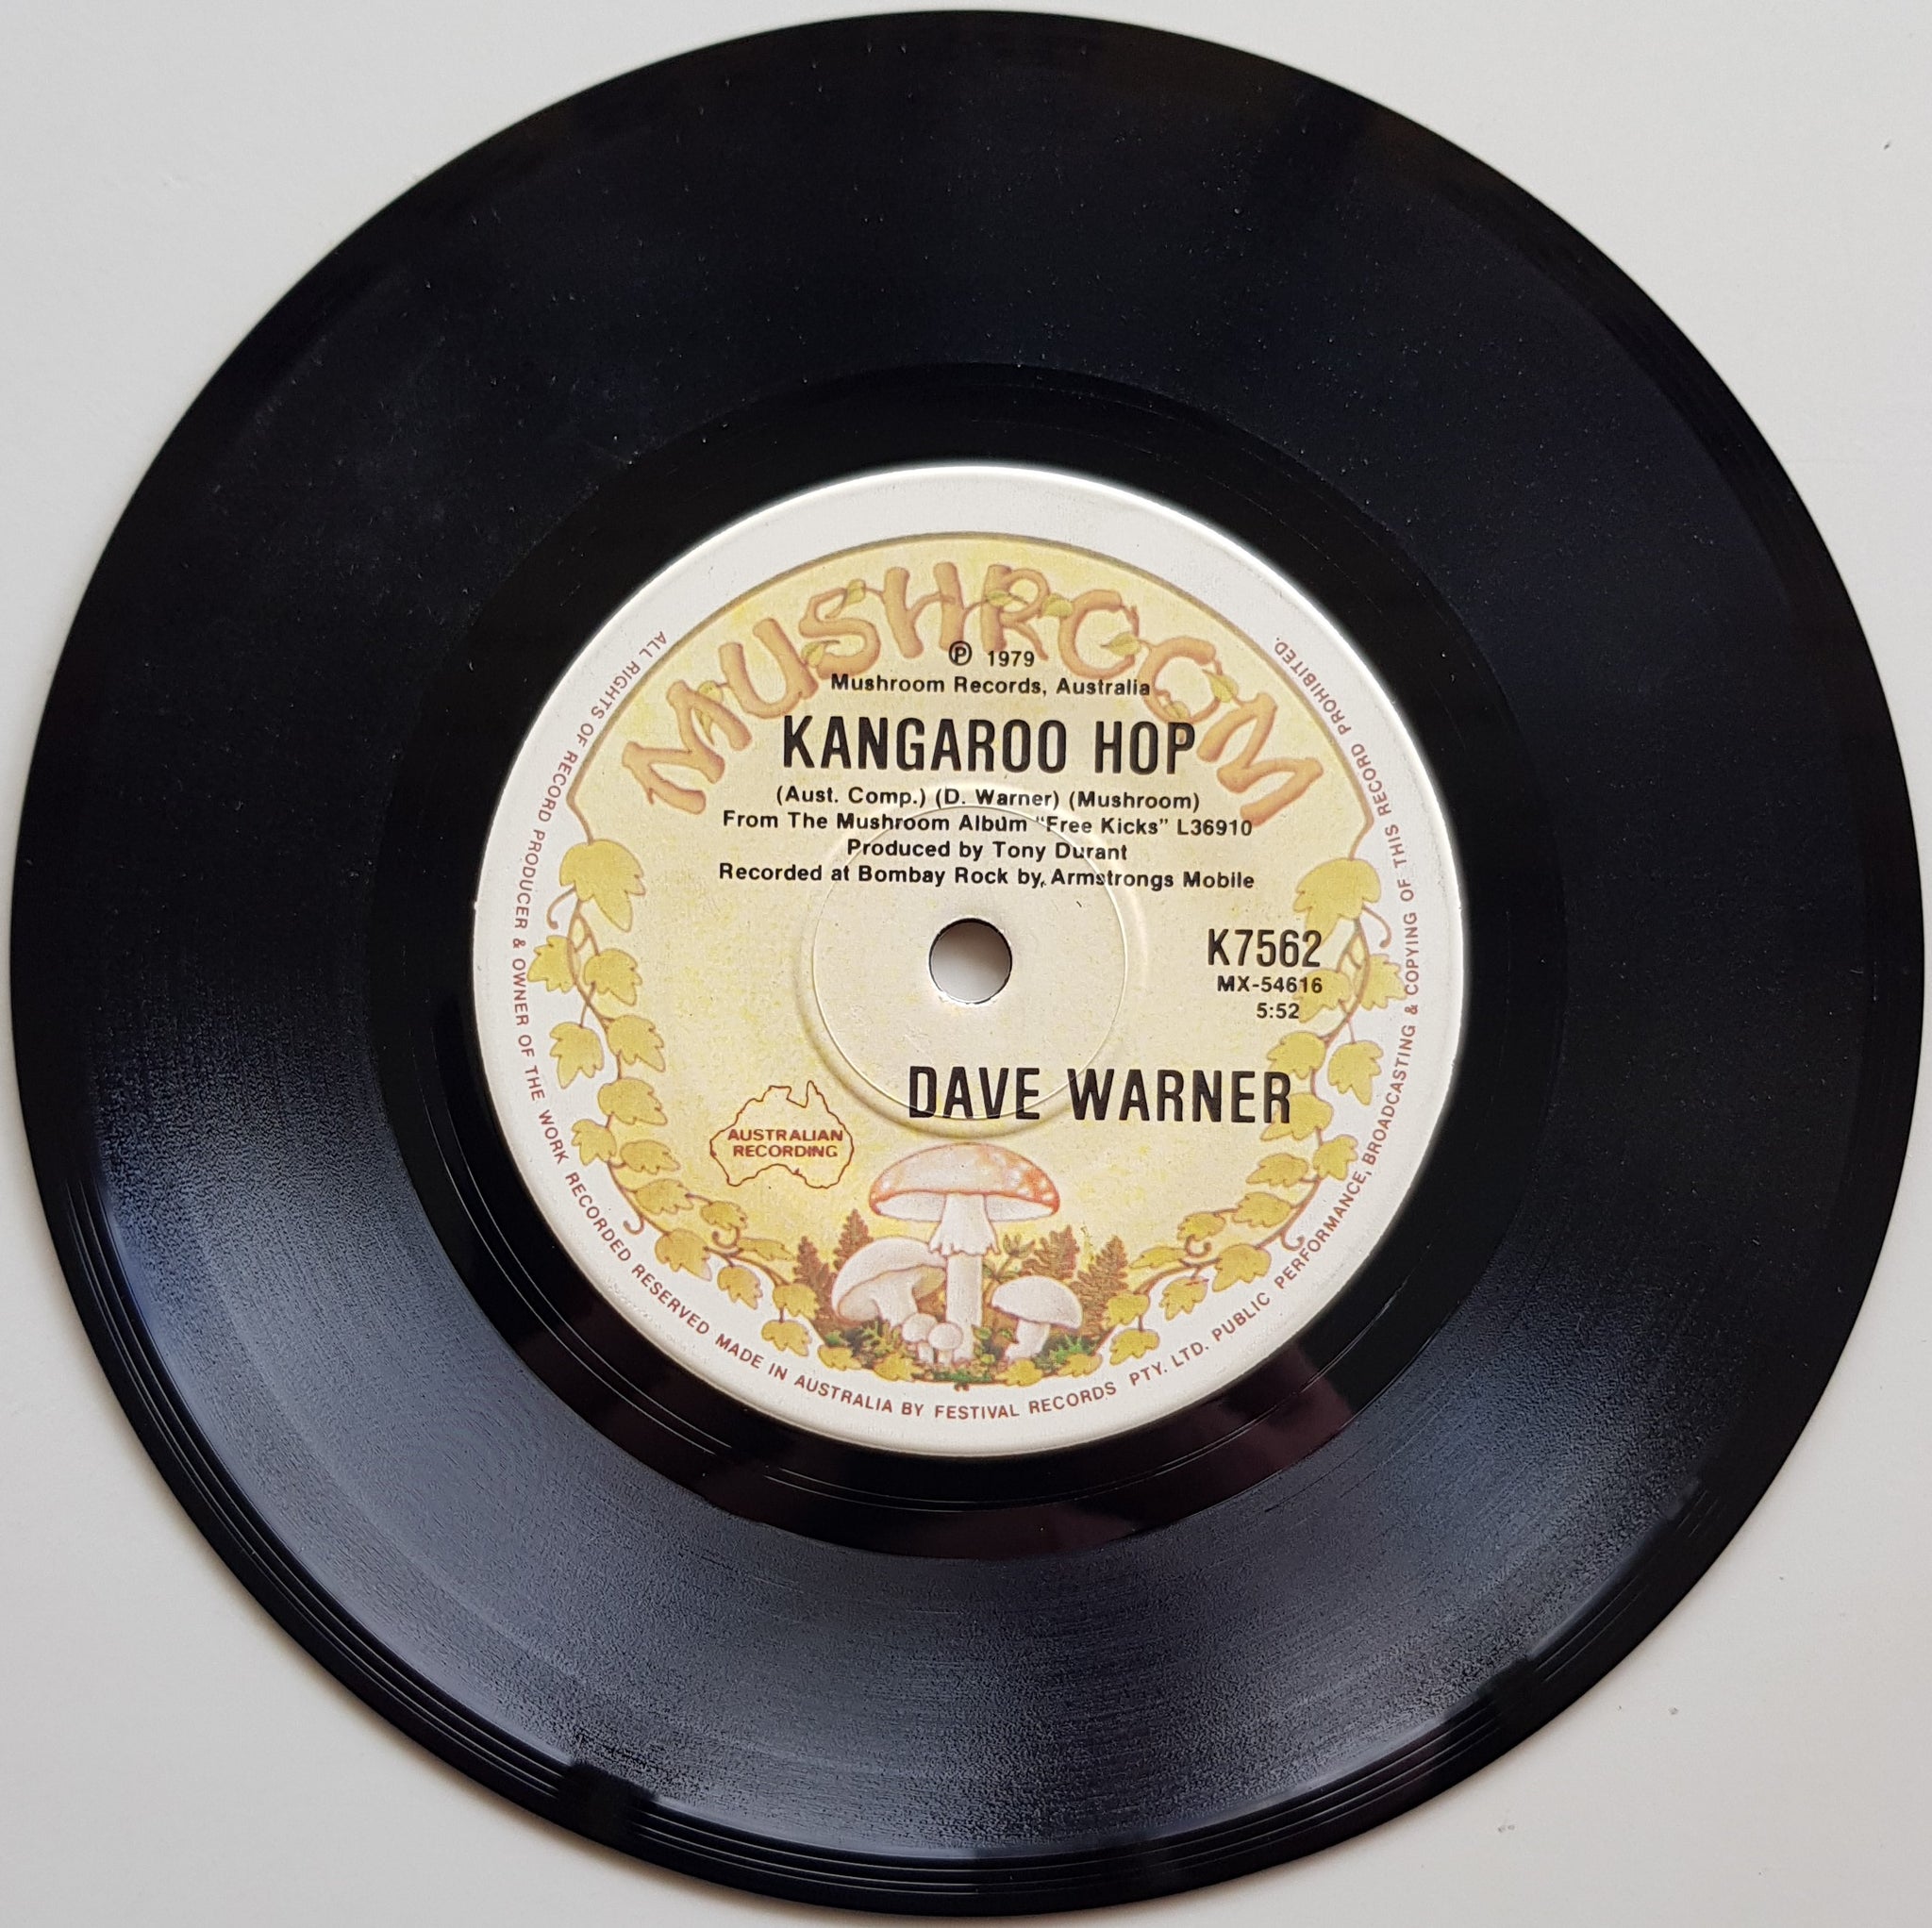 MUSHROOM
℗ 1979
Mushroom Records, Australia
KANGAROO HOP
(Aust. Comp.) (D. Warner) (Mushroom)
From The Mushroom Album "Free Kicks" L36910
Produced by Tony Durant
Recorded at Bombay Rock by, Armstrongs Mobile
K7562
MX-54616
5:52
DAVE WARNER
AUSTRALIAN
RECORDING
ALL RIGHTS OF RECORD PRODUCER & OWNER OF THE WORK RECORDED RESERVED MADE IN AUSTRALIA BY FESTIVAL RECORDS PTY. LTD. PUBLIC PERFORMANCE, BROADCASTING & COPYING OF THIS RECORD PROHIBITED.